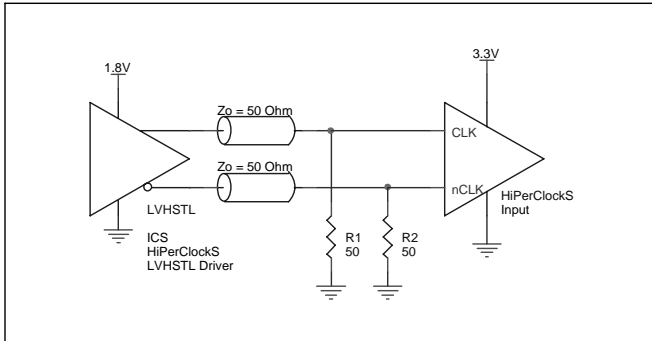 1.8V
3.3V
Zo = 50 Ohm
CLK
Zo = 50 Ohm
nCLK
HiPerClockS
Input
LVHSTL
ICS
HiPerClockS
LVHSTL Driver
R1
50
R2
50